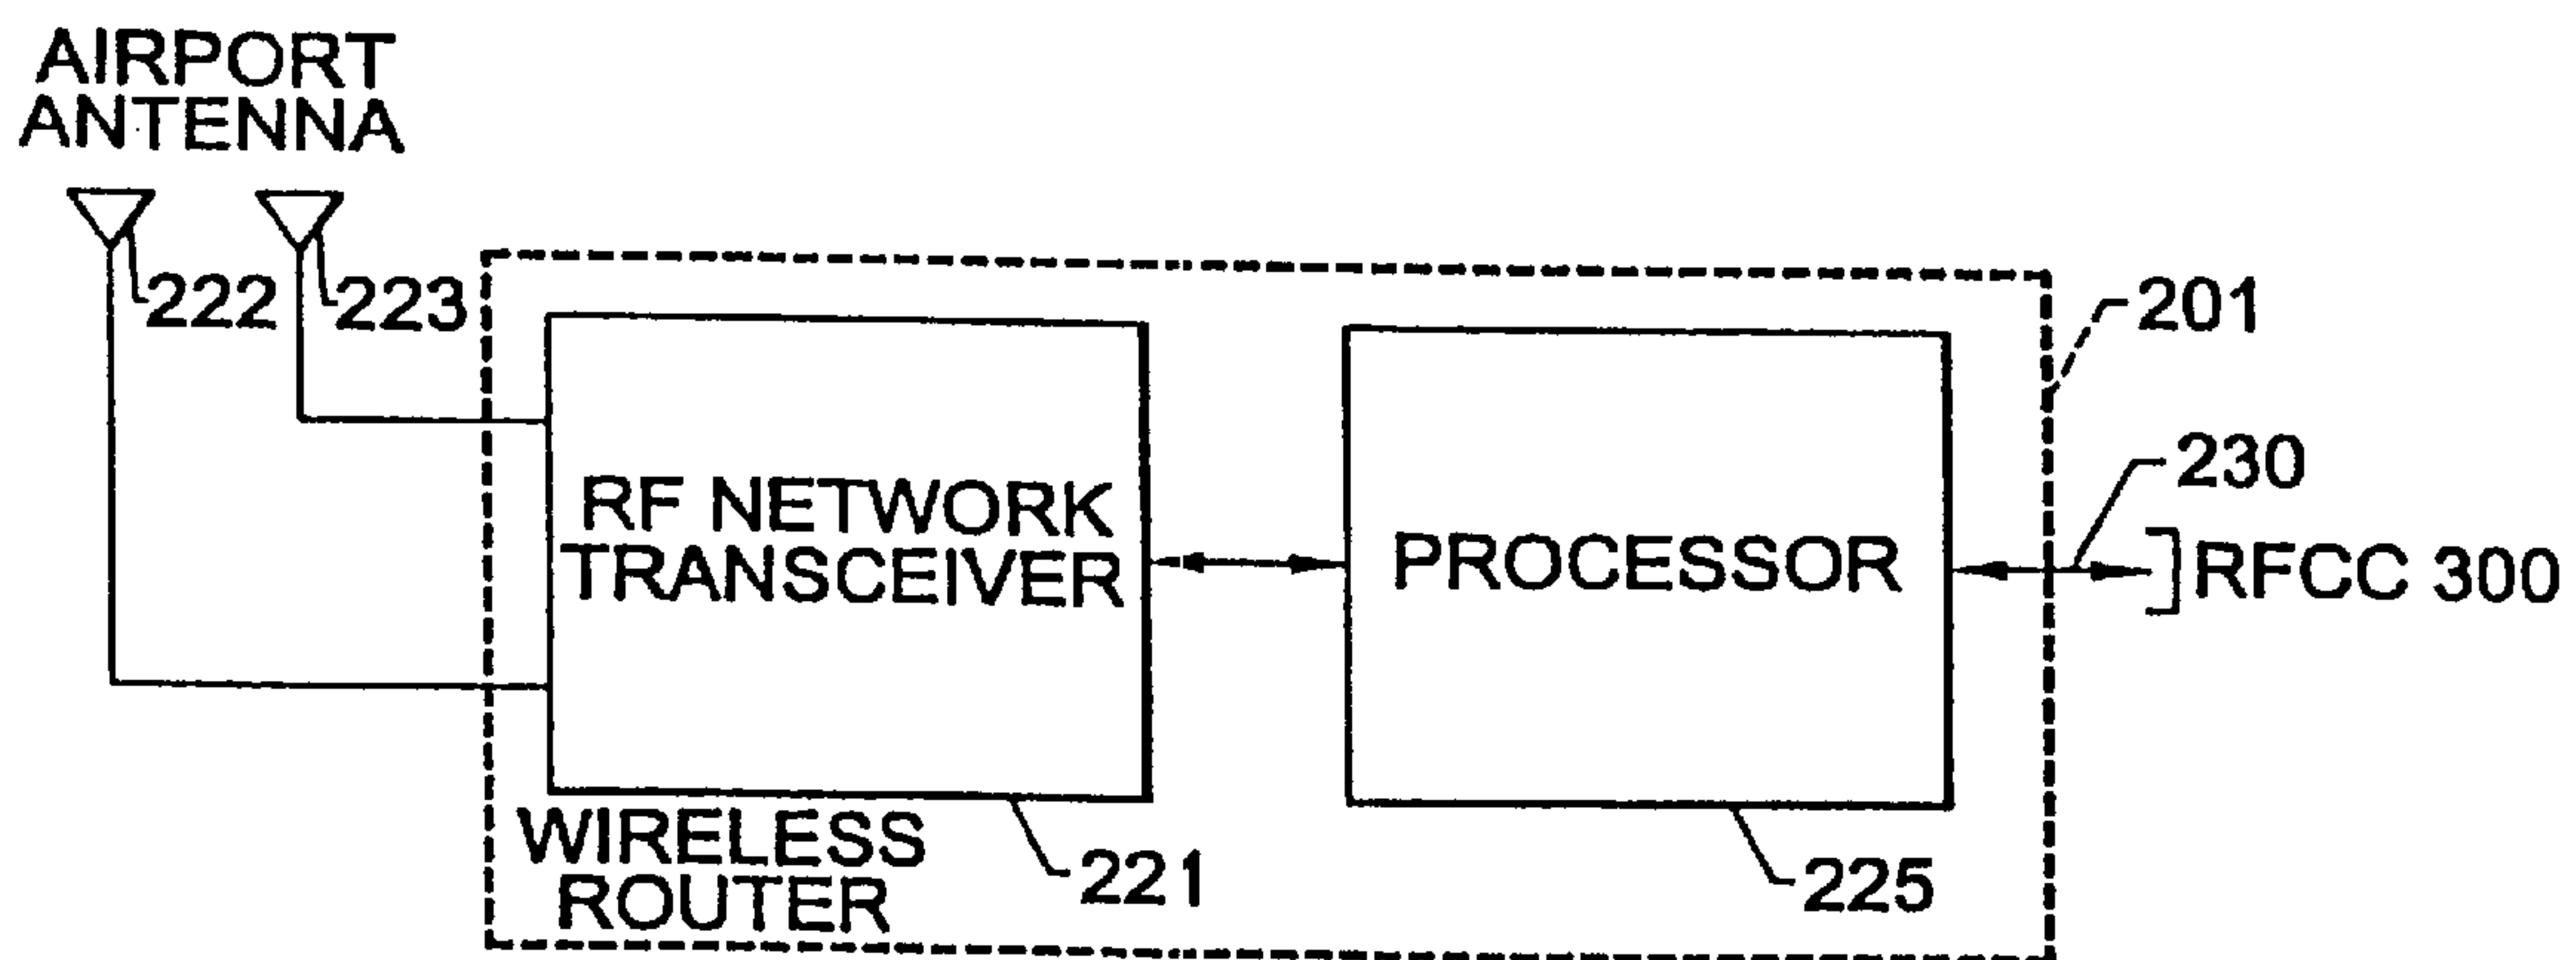 AIRPORT
ANTENNA
222
223
201
230
RF NETWORK
TRANSCEIVER
PROCESSOR
RFCC 300
WIRELESS
ROUTER
221
225